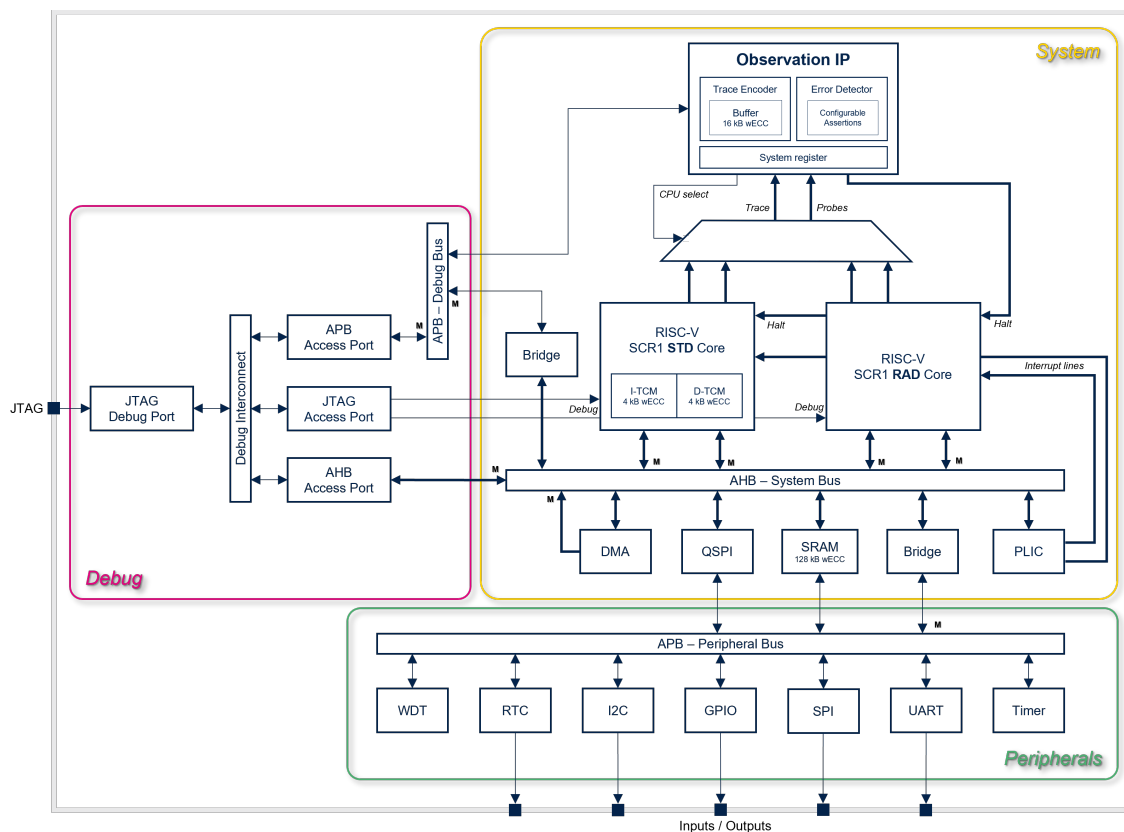 System
Observation IP
Trace Encoder
Buffer
16 kB wECC
Error Detector
Configurable
Assertions
System register
CPU select
Trace
Probes
APB – Debug Bus
M
M
Debug Interconnect
APB
Access Port
JTAG
JTAG
Debug Port
JTAG
Access Port
AHB
Access Port
Debug
Bridge
RISC-V
SCR1 STD Core
I-TCM
4 kB wECC
D-TCM
4 kB wECC
Halt
RISC-V
SCR1 RAD Core
Halt
Interrupt lines
Debug
Debug
M
M
M
M
M
AHB – System Bus
M
DMA
QSPI
SRAM
128 kB wECC
Bridge
PLIC
M
APB – Peripheral Bus
WDT
RTC
I2C
GPIO
SPI
UART
Timer
Peripherals
Inputs / Outputs